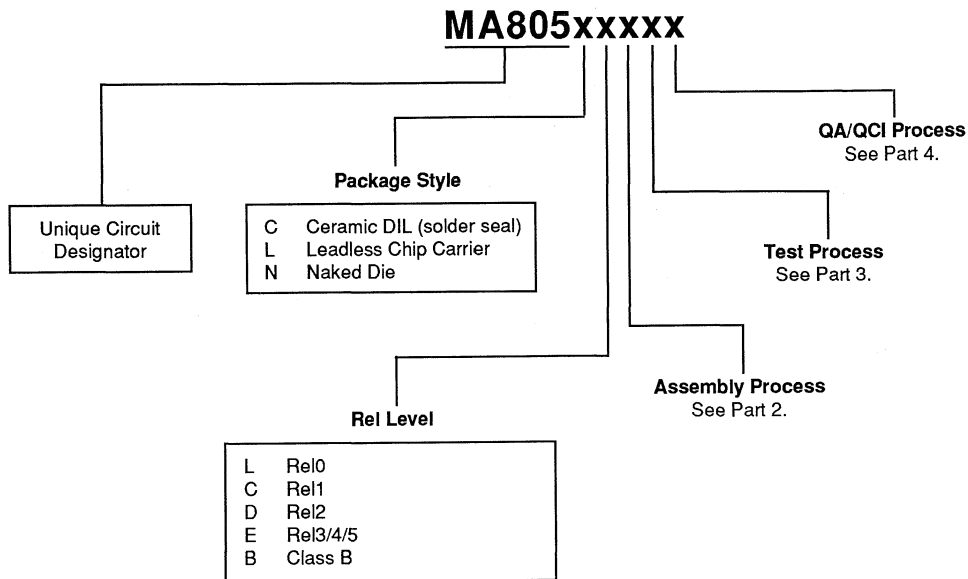 MA805xxxxx
QA/QCI Process
See Part 4.
Package Style
C Ceramic DIL (solder seal)
L Leadless Chip Carrier
N Naked Die
Unique Circuit
Designator
Test Process
See Part 3.
Assembly Process
See Part 2.
Rel Level
L Rel0
C Rel1
D Rel2
E Rel3/4/5
B Class B